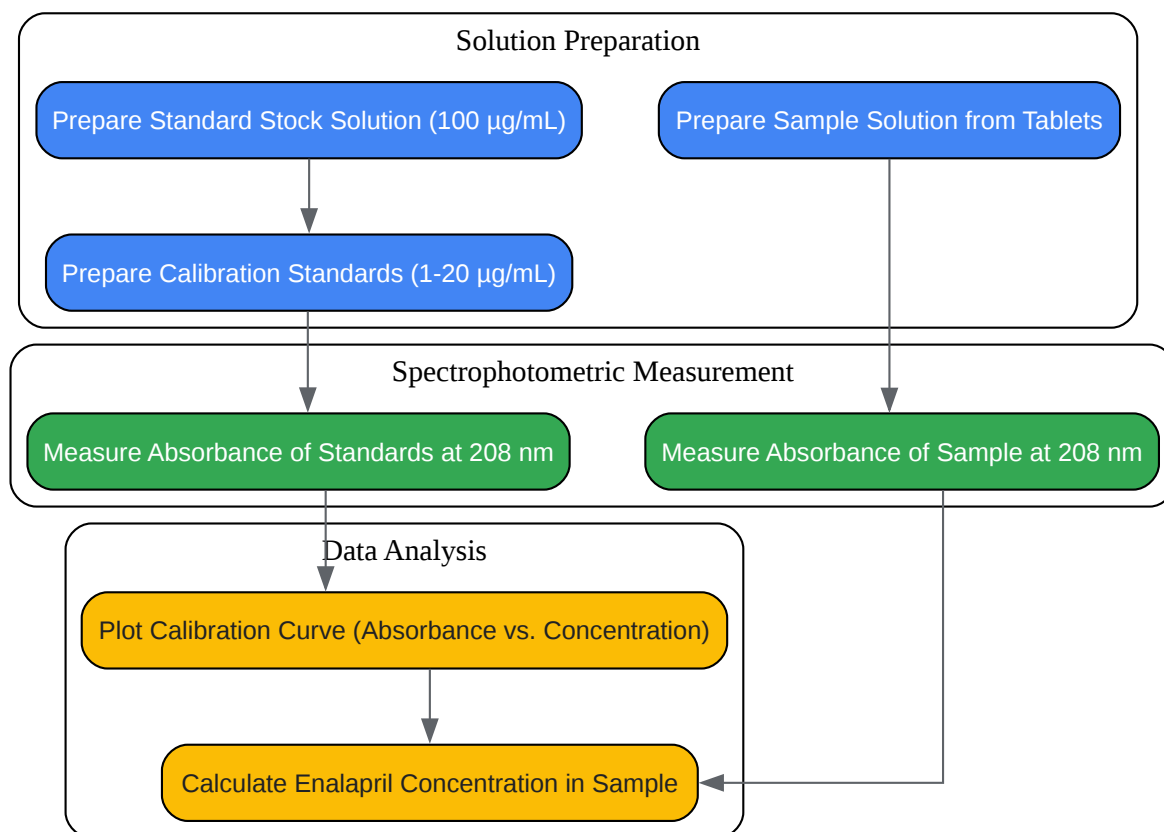 Solution Preparation
Prepare Standard Stock Solution (100 µg/mL)
Prepare Sample Solution from Tablets
Prepare Calibration Standards (1-20 µg/mL)
Spectrophotometric Measurement
Measure Absorbance of Standards at 208 nm
Measure Absorbance of Sample at 208 nm
Data Analysis
Plot Calibration Curve (Absorbance vs. Concentration)
Calculate Enalapril Concentration in Sample